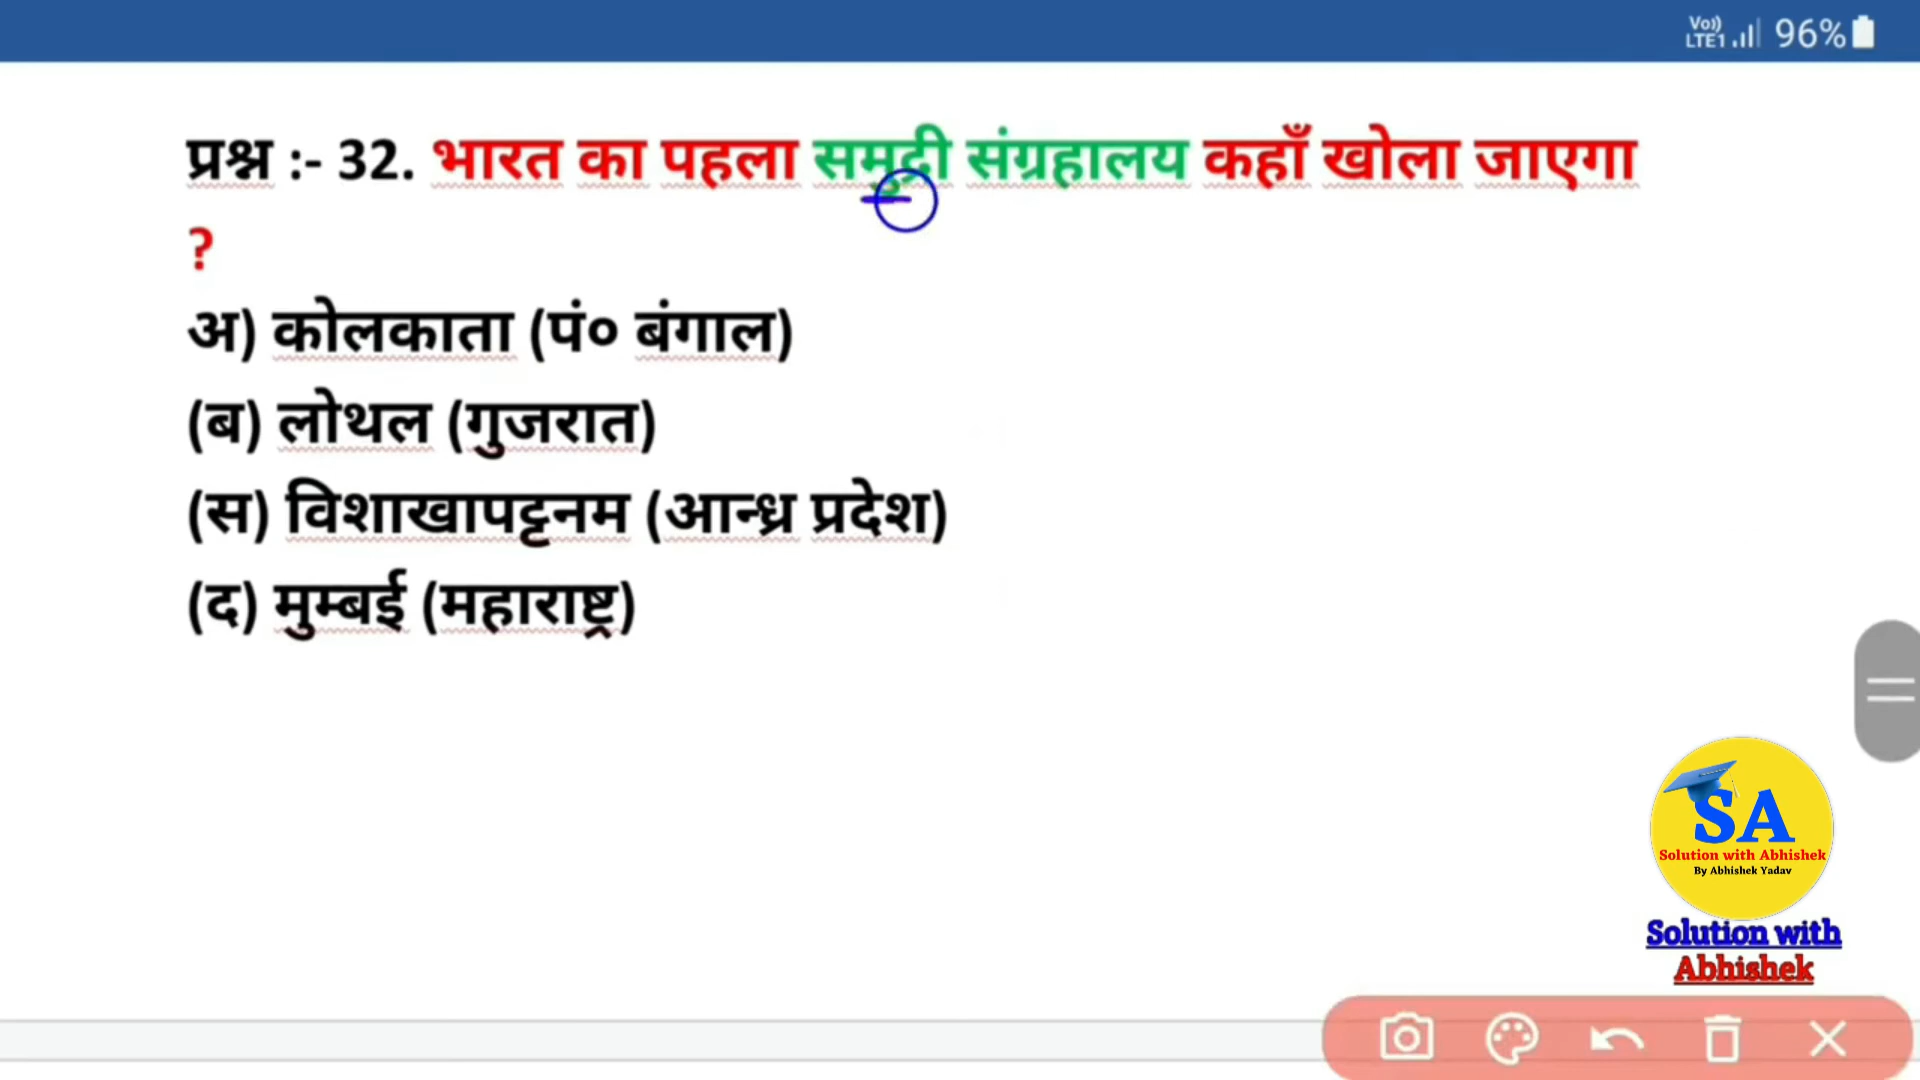 Vo)) LTE1 96%
प्रश्न :- 32. भारत का पहला समुद्री संग्रहालय कहाँ खोला जाएगा
?
अ) कोलकाता (पं० बंगाल)
(ब) लोथल (गुजरात)
(स) विशाखापट्टनम (आन्ध्र प्रदेश)
(द) मुम्बई (महाराष्ट्र)
SA
Solution with Abhishek
By Abhishek Yadav
Solution with
Abhishek